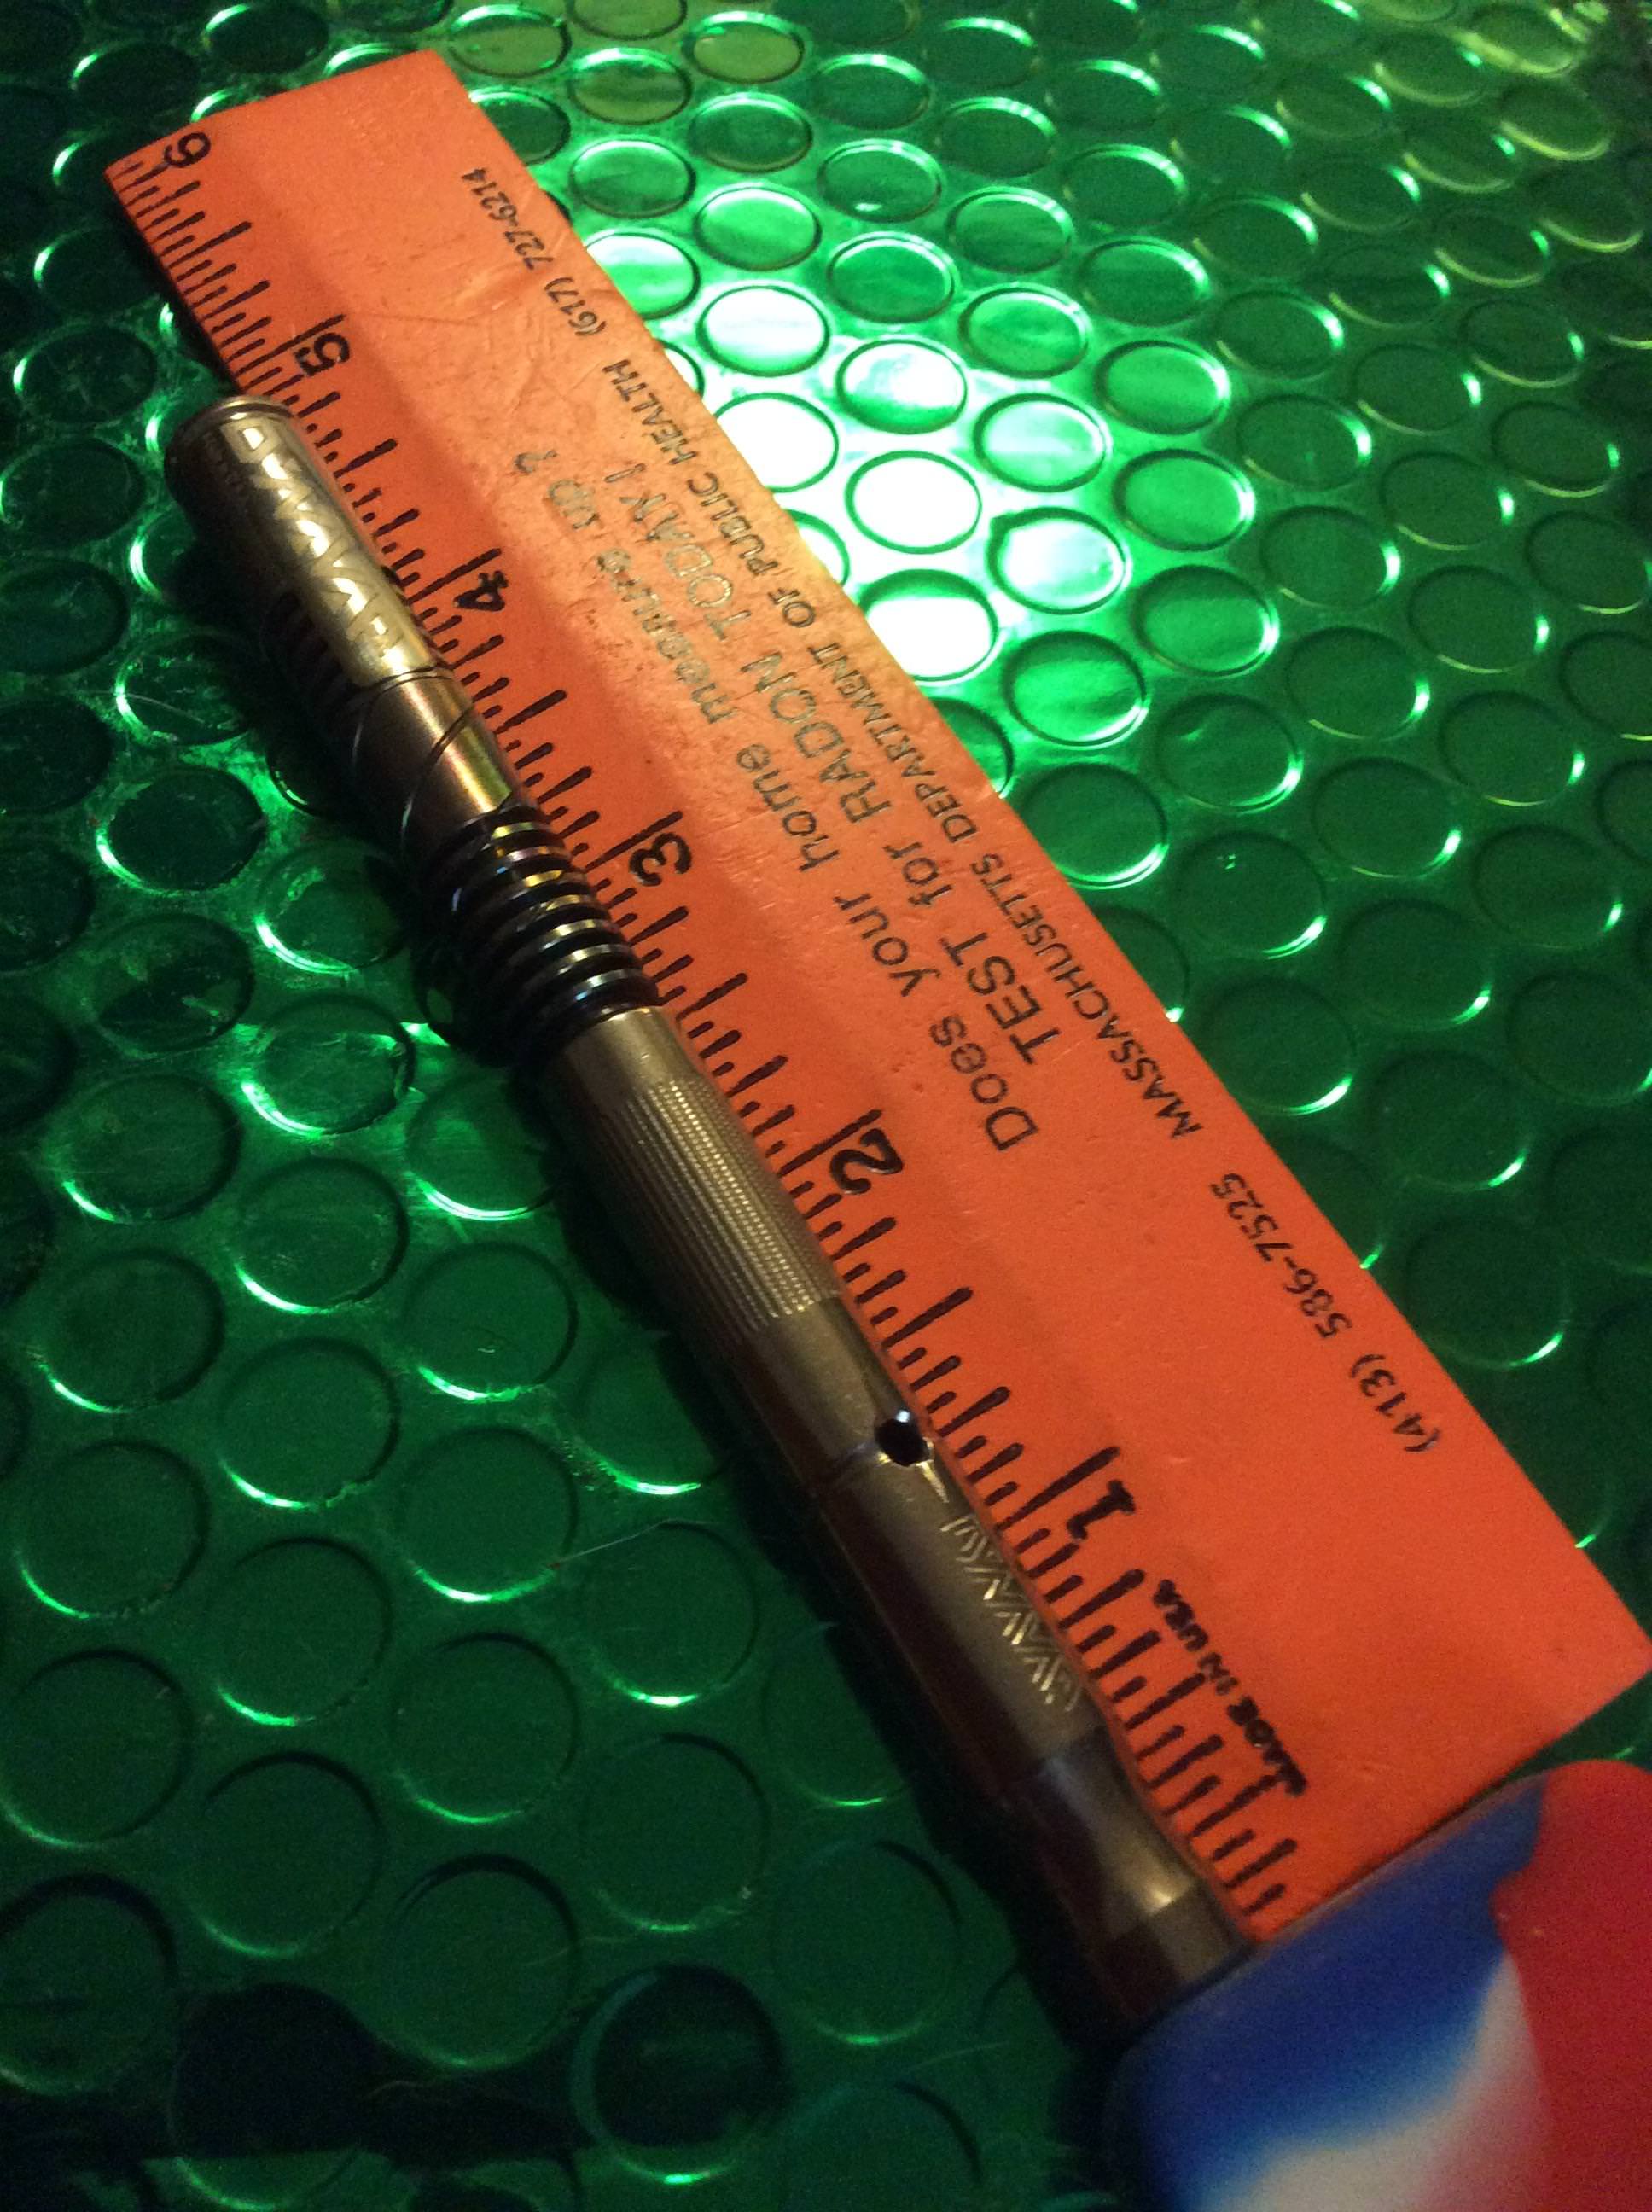 Does your home measure up ?
TEST for RADON TODAY !
(413) 586-7525 MASSACHUSETTS DEPARTMENT OF PUBLIC HEALTH (617) 727-6214
MADE IN USA
1 2 3 4 5 6